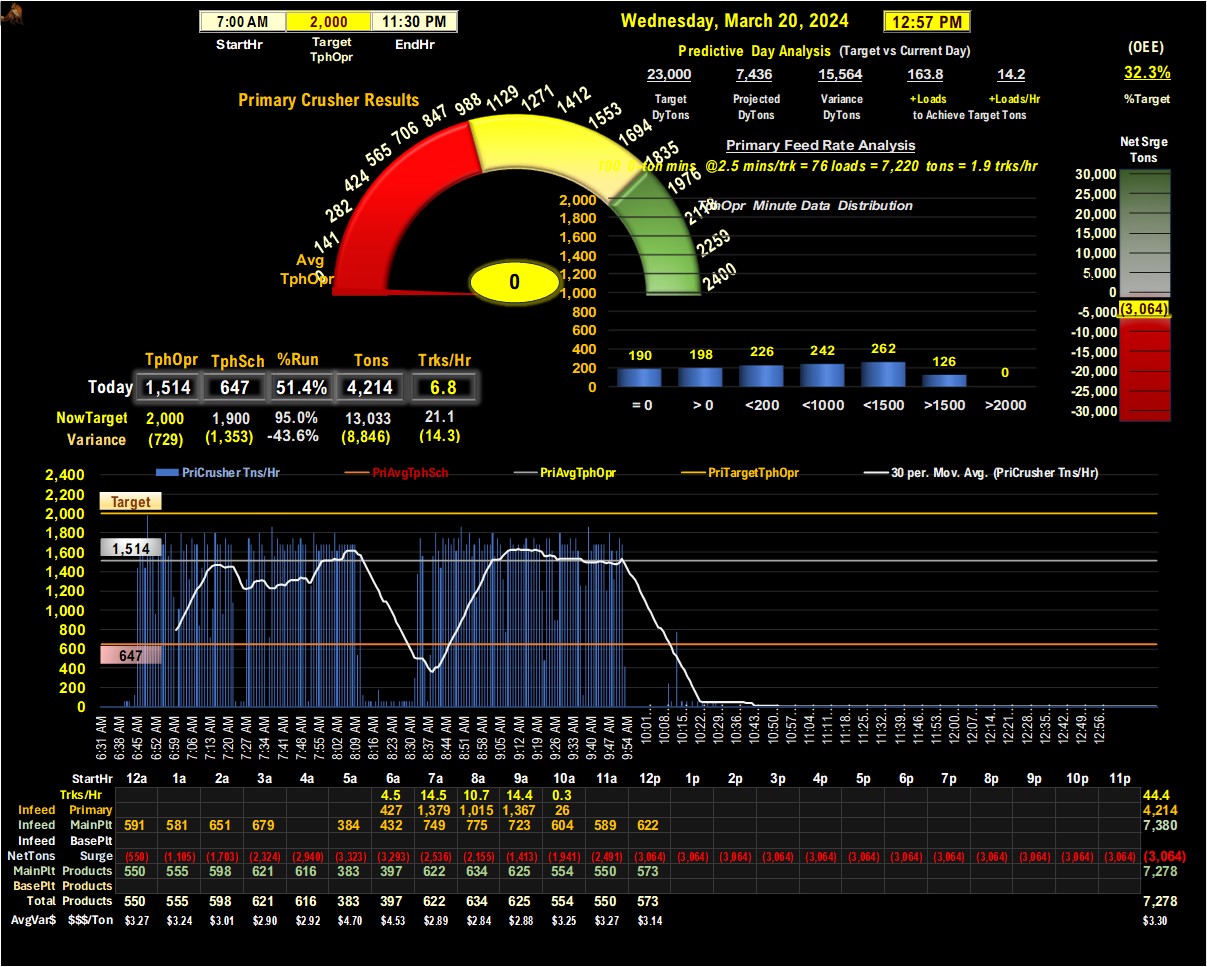 7:00 AM 2,000 11:30 PM
StartHr Target TphOpr EndHr
Wednesday, March 20, 2024 12:57 PM
Predictive Day Analysis (Target vs Current Day)
23,000 7,436 15,564 163.8 14.2
Target Projected Variance +Loads +Loads/Hr
DyTons DyTons DyTons to Achieve Target Tons
(OEE)
32.3%
%Target
Primary Crusher Results
0 141 282 424 565 706 847 988 1129 1271 1412 1553 1694 1835 1976 2118 2259 2400
Avg
TphOpr
0
Primary Feed Rate Analysis
190 0-ton mins @2.5 mins/trk = 76 loads = 7,220 tons = 1.9 trks/hr
TphOpr Minute Data Distribution
2,000
1,800
1,600
1,400
1,200
1,000
800
600
400
200
0
190 198 226 242 262 126 0
= 0 > 0 <200 <1000 <1500 >1500 >2000
Net Srge
Tons
30,000
25,000
20,000
15,000
10,000
5,000
0
-5,000 (3,064)
-10,000
-15,000
-20,000
-25,000
-30,000
TphOpr TphSch %Run Tons Trks/Hr
Today 1,514 647 51.4% 4,214 6.8
NowTarget 2,000 1,900 95.0% 13,033 21.1
Variance (729) (1,353) -43.6% (8,846) (14.3)
PriCrusher Tns/Hr PriAvgTphSch PriAvgTphOpr PriTargetTphOpr 30 per. Mov. Avg. (PriCrusher Tns/Hr)
2,400
2,200
2,000
1,800
1,600
1,400
1,200
1,000
800
600
400
200
0
Target
1,514
647
6:31 AM 6:38 AM 6:45 AM 6:52 AM 6:59 AM 7:06 AM 7:13 AM 7:20 AM 7:27 AM 7:34 AM 7:41 AM 7:48 AM 7:55 AM 8:02 AM 8:09 AM 8:16 AM 8:23 AM 8:30 AM 8:37 AM 8:44 AM 8:51 AM 8:58 AM 9:05 AM 9:12 AM 9:19 AM 9:26 AM 9:33 AM 9:40 AM 9:47 AM 9:54 AM 10:01... 10:08... 10:15... 10:22... 10:29... 10:36... 10:43... 10:50... 10:57... 11:04... 11:11... 11:18... 11:25... 11:32... 11:39... 11:46... 11:53... 12:00... 12:07... 12:14... 12:21... 12:28... 12:35... 12:42... 12:49... 12:56...
StartHr 12a 1a 2a 3a 4a 5a 6a 7a 8a 9a 10a 11a 12p 1p 2p 3p 4p 5p 6p 7p 8p 9p 10p 11p
Trks/Hr 4.5 14.5 10.7 14.4 0.3 44.4
Infeed Primary 427 1,379 1,015 1,367 26 4,214
Infeed MainPlt 591 581 651 679 384 432 749 775 723 604 589 622 7,380
Infeed BasePlt
NetTons Surge (550) (1,105) (1,703) (2,324) (2,940) (3,323) (3,293) (2,536) (2,155) (1,413) (1,941) (2,491) (3,064) (3,064) (3,064) (3,064) (3,064) (3,064) (3,064) (3,064) (3,064) (3,064) (3,064) (3,064) (3,064)
MainPlt Products 550 555 598 621 616 383 397 622 634 625 554 550 573 7,278
BasePlt Products
Total Products 550 555 598 621 616 383 397 622 634 625 554 550 573 7,278
AvgVar$ $$$/Ton $3.27 $3.24 $3.01 $2.90 $2.92 $4.70 $4.53 $2.89 $2.84 $2.88 $3.25 $3.27 $3.14 $3.30